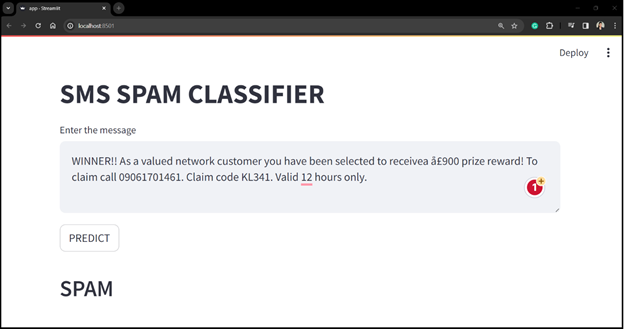 app · Streamlit
localhost:8501
Deploy
SMS SPAM CLASSIFIER
Enter the message
WINNER!! As a valued network customer you have been selected to receivea â£900 prize reward! To
claim call 09061701461. Claim code KL341. Valid 12 hours only.
1
PREDICT
SPAM